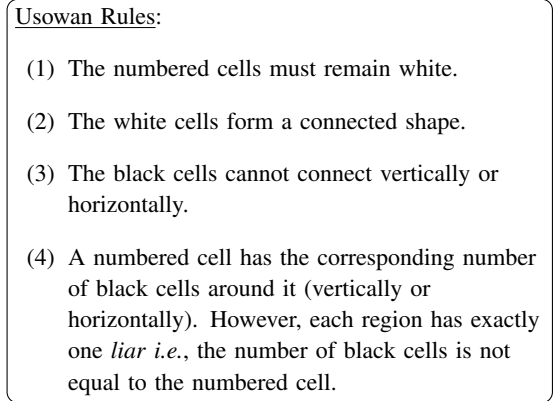 Usowan Rules:
(1) The numbered cells must remain white.
(2) The white cells form a connected shape.
(3) The black cells cannot connect vertically or
horizontally.
(4) A numbered cell has the corresponding number
of black cells around it (vertically or
horizontally). However, each region has exactly
one liar i.e., the number of black cells is not
equal to the numbered cell.